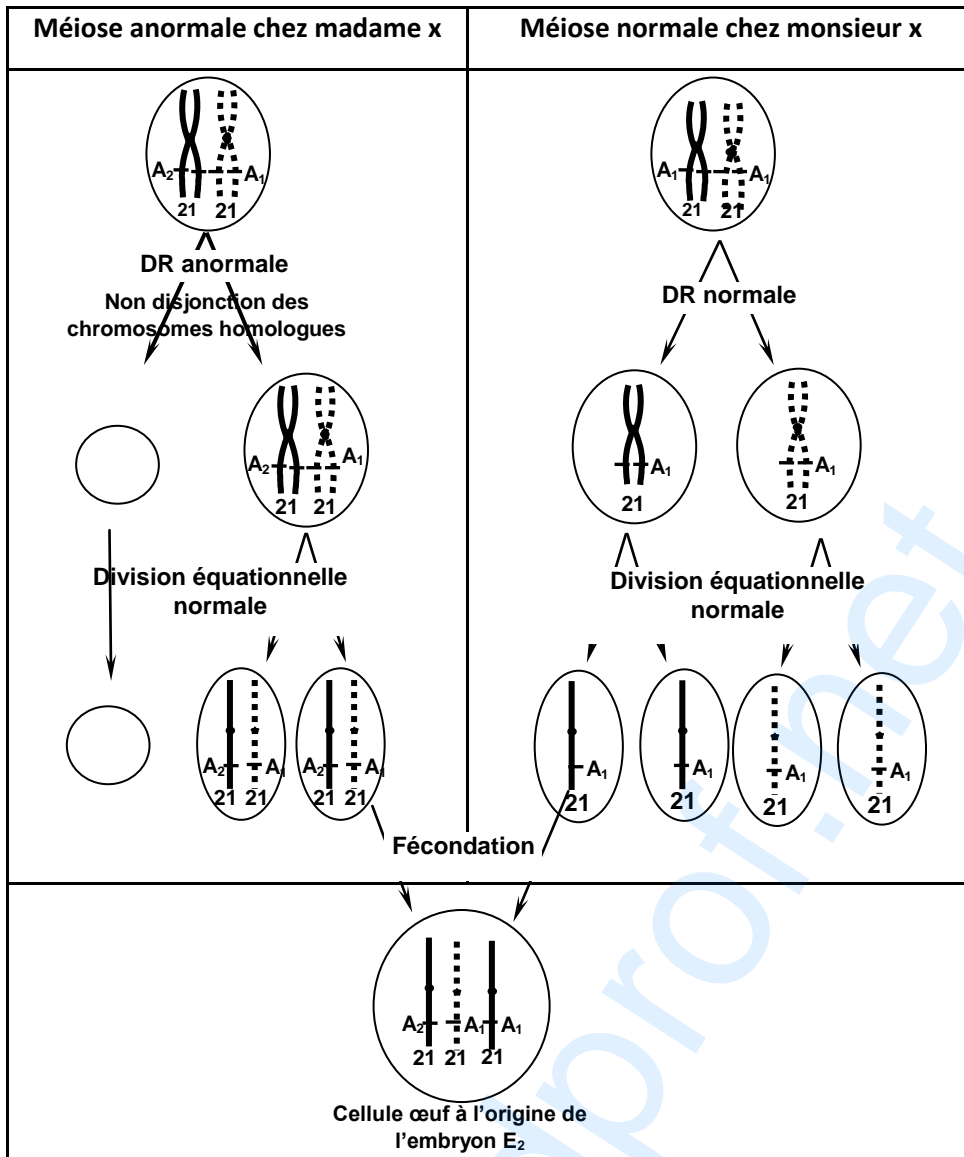 Méiose anormale chez madame x
Méiose normale chez monsieur x
A₂ A₁
21 21
A₁ A₁
21 21
DR anormale
Non disjonction des
chromosomes homologues
DR normale
A₂ A₁
21 21
A₁
21
A₁
21
Division équationnelle
normale
Division équationnelle
normale
A₂ A₁
21 21
A₂ A₁
21 21
A₁
21
A₁
21
A₁
21
A₁
21
Fécondation
A₂ A₁ A₁
21 21 21
Cellule œuf à l’origine de
l’embryon E₂